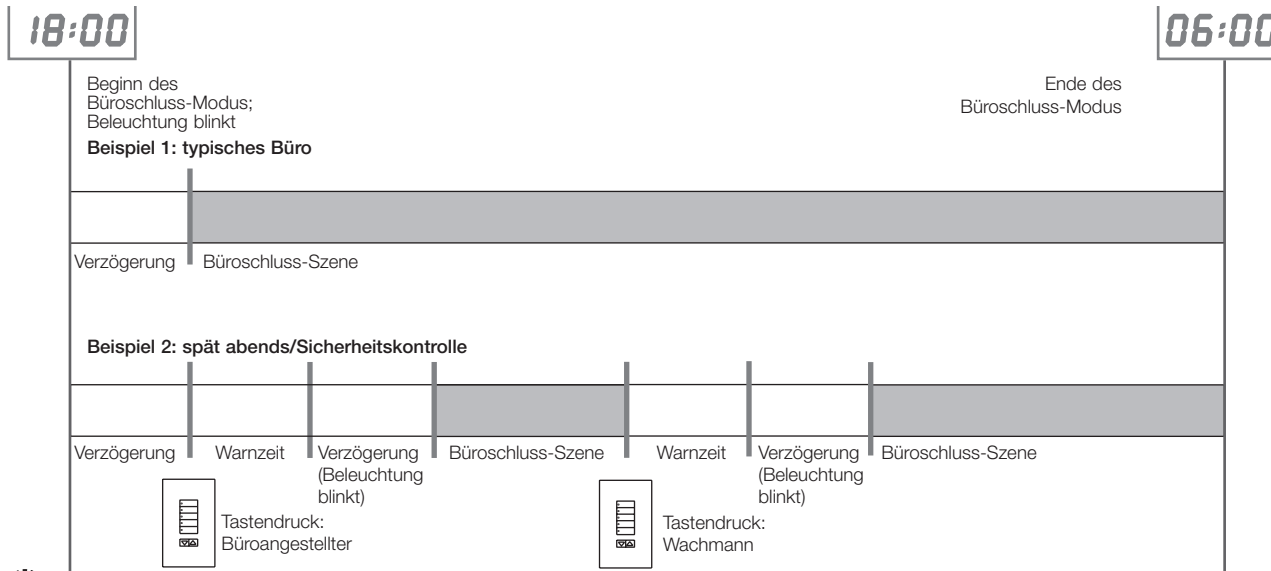 18:00
06:00
Beginn des
Büroschluss-Modus;
Beleuchtung blinkt
Ende des
Büroschluss-Modus
Beispiel 1: typisches Büro
Verzögerung
Büroschluss-Szene
Beispiel 2: spät abends/Sicherheitskontrolle
Verzögerung
Warnzeit
Verzögerung
(Beleuchtung
blinkt)
Büroschluss-Szene
Warnzeit
Verzögerung
(Beleuchtung
blinkt)
Büroschluss-Szene
Tastendruck:
Büroangestellter
Tastendruck:
Wachmann